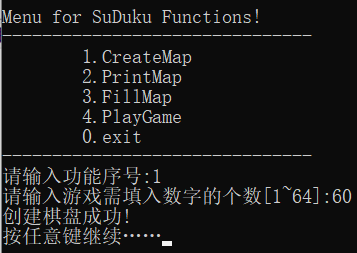 Menu for SuDuku Functions!
-------------------------------
1.CreateMap
2.PrintMap
3.FillMap
4.PlayGame
0.exit
-------------------------------
请输入功能序号:1
请输入游戏需填入数字的个数[1~64]:60
创建棋盘成功!
按任意键继续……